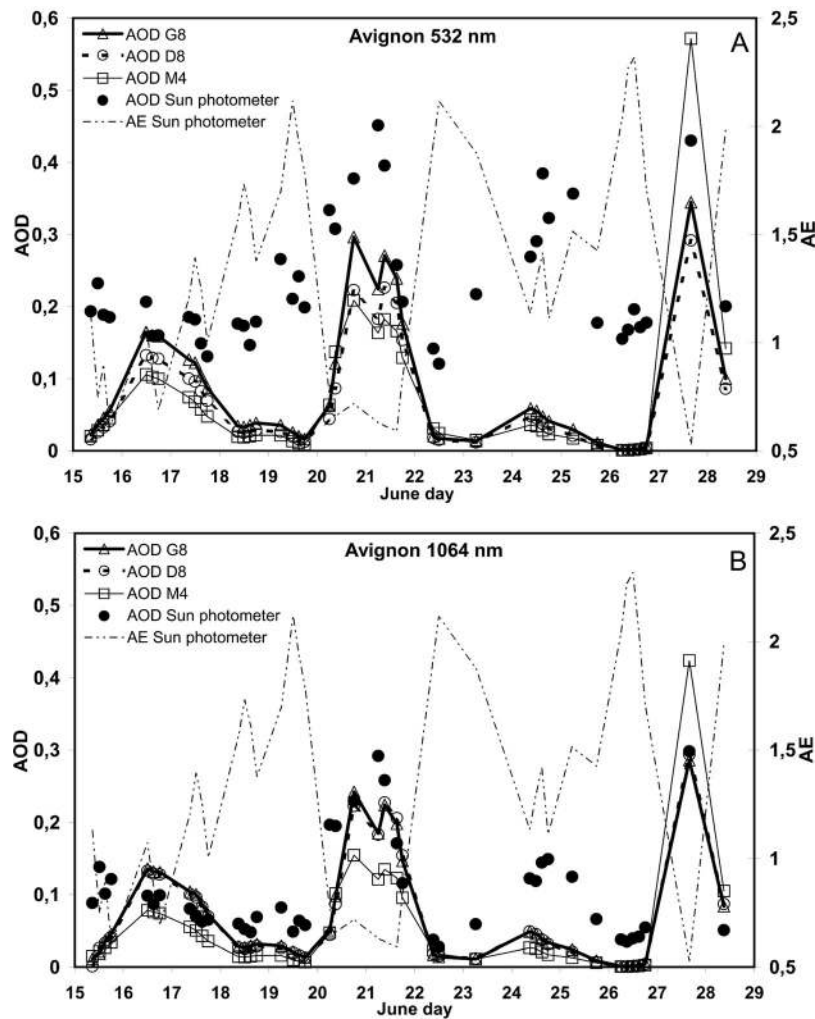 Avignon 532 nm
A
AOD G8
AOD D8
AOD M4
AOD Sun photometer
AE Sun photometer
0,6
0,5
0,4
0,3
0,2
0,1
0
AOD
2,5
2
1,5
1
0,5
AE
15 16 17 18 19 20 21 22 23 24 25 26 27 28 29
June day
Avignon 1064 nm
B
AOD G8
AOD D8
AOD M4
AOD Sun photometer
AE Sun photometer
0,6
0,5
0,4
0,3
0,2
0,1
0
AOD
2,5
2
1,5
1
0,5
AE
15 16 17 18 19 20 21 22 23 24 25 26 27 28 29
June day